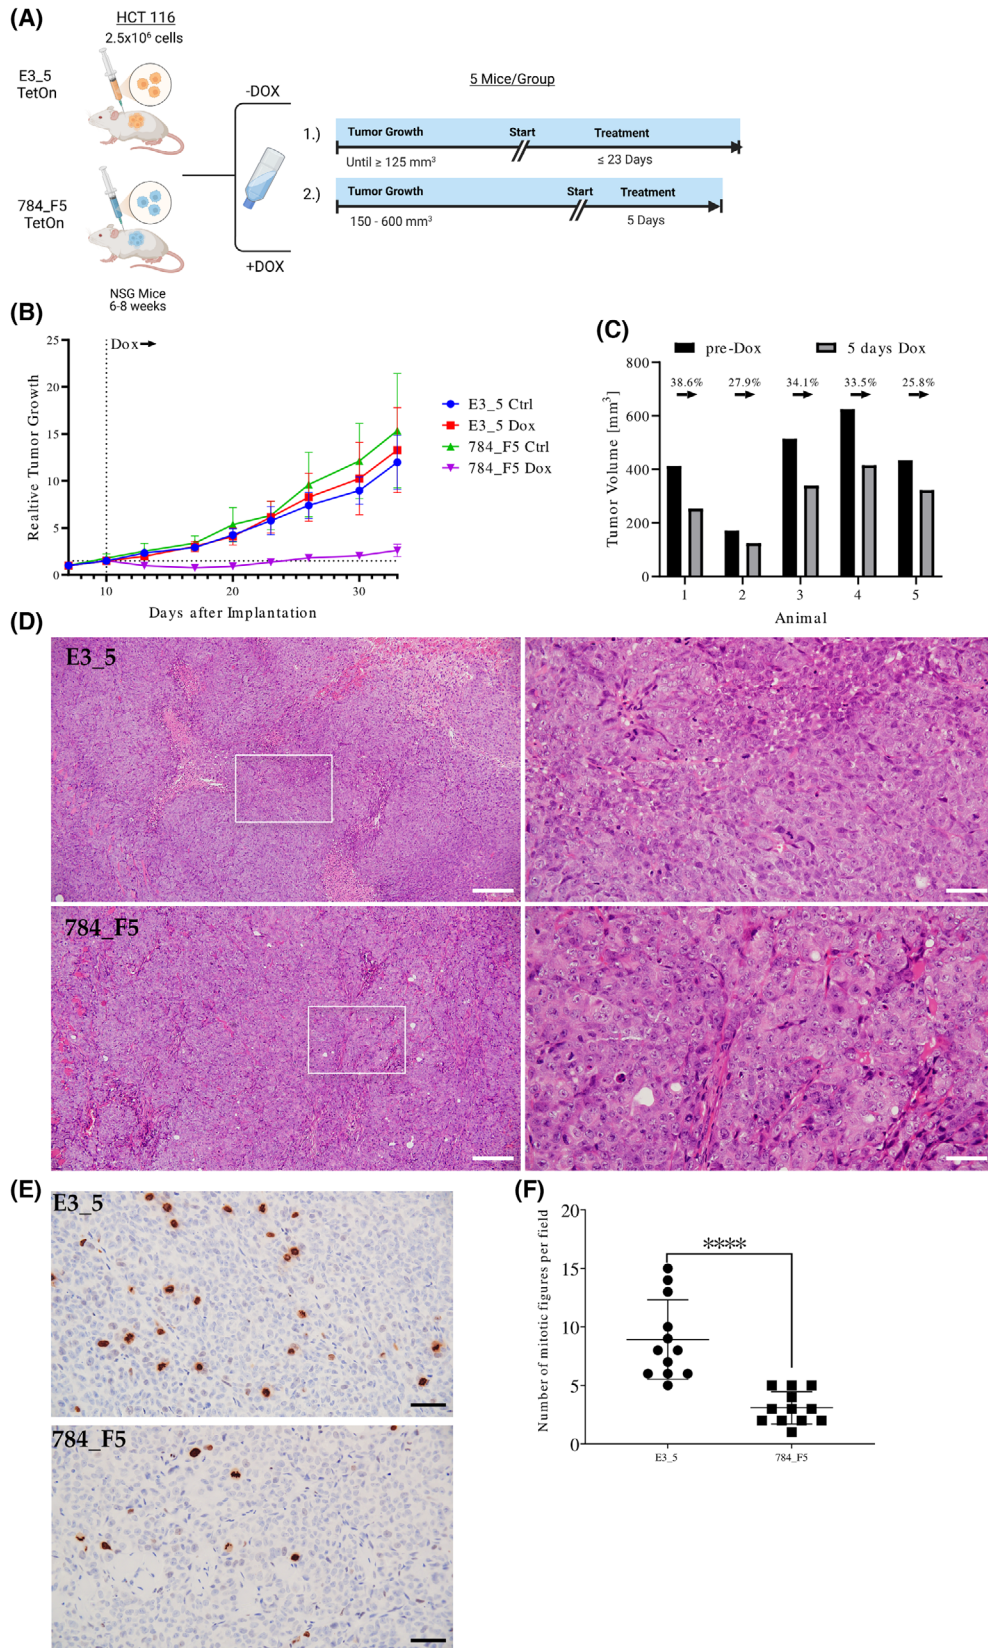 (A)
HCT 116
2.5x10⁶ cells
E3_5
TetOn
784_F5
TetOn
NSG Mice
6-8 weeks
-DOX
+DOX
5 Mice/Group
1.)
Tumor Growth
Start
Treatment
Until ≥ 125 mm³
≤ 23 Days
2.)
Tumor Growth
Start
Treatment
150 - 600 mm³
5 Days
(B)
Dox
Realtive Tumor Growth
25
20
15
10
5
0
10
20
30
Days after Implantation
E3_5 Ctrl
E3_5 Dox
784_F5 Ctrl
784_F5 Dox
(C)
pre-Dox
5 days Dox
38.6%
27.9%
34.1%
33.5%
25.8%
Tumor Volume [mm³]
800
600
400
200
0
1
2
3
4
5
Animal
(D)
E3_5
784_F5
(E)
E3_5
784_F5
(F)
Number of mitotic figures per field
20
15
10
5
0
****
E3_5
784_F5